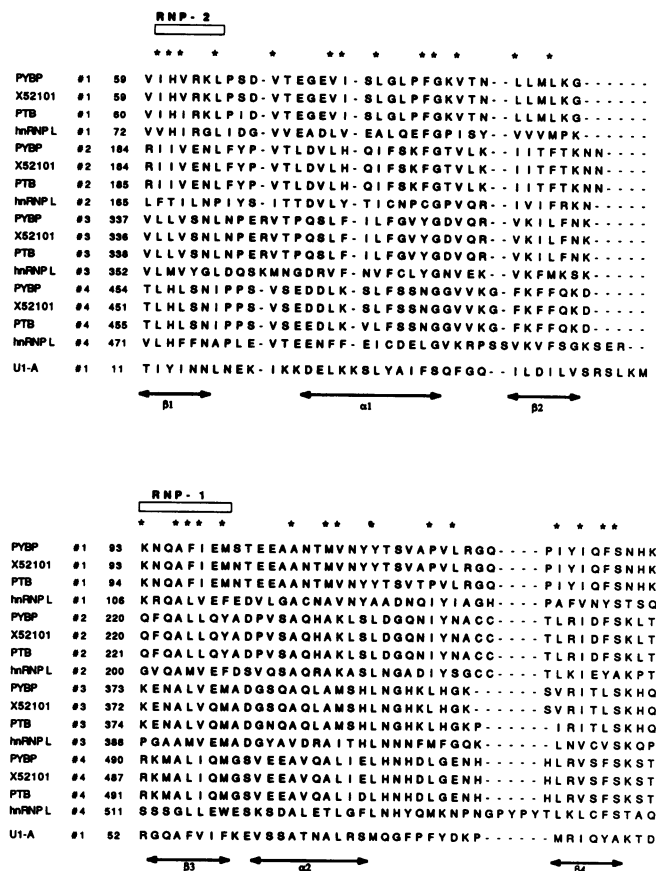 RNP - 2
* * * * * * * * * * * * *
PYBP #1 59 VIHVRKLPSD-VTEGEVI-SLGLPFGKVTN--LLMLKG------
X52101 #1 59 VIHVRKLPSD-VTEGEVI-SLGLPFGKVTN--LLMLKG------
PTB #1 60 VIHIRKLPID-VTEGEVI-SLGLPFGKVTN--LLMLKG------
hnRNPL #1 72 VVHIRGLIDG-VVEADLV-EALQEFGPISY--VVVMPK------
PYBP #2 184 RIIVENLFYP-VTLDVLH-QIFSKFGTVLK--IITFTKNN----
X52101 #2 184 RIIVENLFYP-VTLDVLH-QIFSKFGTVLK--IITFTKNN----
PTB #2 185 RIIVENLFYP-VTLDVLH-QIFSKFGTVLK--IITFTKNN----
hnRNPL #2 165 LFTILNPIYS-ITTDVLY-TICNPCGPVQR--IVIFRKN-----
PYBP #3 337 VLLVSNLNPERVTPQSLF-ILFGVYGDVQR--VKILFNK-----
X52101 #3 336 VLLVSNLNPERVTPQSLF-ILFGVYGDVQR--VKILFNK-----
PTB #3 338 VLLVSNLNPERVTPQSLF-ILFGVYGDVQR--VKILFNK-----
hnRNPL #3 352 VLMVYGLDQSKMNGDRVF-NVFCLYGNVEK--VKFMKSK-----
PYBP #4 454 TLHLSNIPPS-VSEEDLK-SLFSSNGGVVKG-FKFFQKD-----
X52101 #4 451 TLHLSNIPPS-VSEEDLK-SLFSSNGGVVKG-FKFFQKD-----
PTB #4 455 TLHLSNIPPS-VSEEDLK-VLFSSNGGVVKG-FKFFQKD-----
hnRNPL #4 471 VLHFFNAPLE-VTEENFF-EICDELGVKRPSSVKVFSGKSER--
U1-A #1 11 TIYINNLNEK-IKKDELKKSLYAIFSQFGQ-ILDILVSRSLKM
β1 α1 β2
RNP - 1
* * * * * * * * * * * * * * *
PYBP #1 93 KNQAFIEMSTEEAANTMVNYYTSVAPVLRGQ----PIYIQFSNHK
X52101 #1 93 KNQAFIEMNTEEAANTMVNYYTSVAPVLRGQ----PIYIQFSNHK
PTB #1 94 KNQAFIEMNTEEAANTMVNYYTSVTPVLRGQ----PIYIQFSNHK
hnRNPL #1 106 KRQALVEFEDVLGACNAVNYAADNQIYIAGH----PAFVNYSTSQ
PYBP #2 220 QFQALLQYADPVSAQHAKLSLDGQNIYNACC----TLRIDFSKLT
X52101 #2 220 QFQALLQYADPVSAQHAKLSLDGQNIYNACC----TLRIDFSKLT
PTB #2 221 QFQALLQYADPVSAQHAKLSLDGQNIYNACC----TLRIDFSKLT
hnRNPL #2 200 GVQAMVEFDSVQSAQRAKASLNGADIYSGCC----TLKIEYAKPT
PYBP #3 373 KENALVEMADGSQAQLAMSHLNGHKLHGK------SVRITLSKHQ
X52101 #3 372 KENALVQMADGSQAQLAMSHLNGHKLHGK------SVRITLSKHQ
PTB #3 374 KENALVQMADGNQAQLAMSHLNGHKLHGKP------IRITLSKHQ
hnRNPL #3 386 PGAAMVEMADGYAVDRAITHLNNNFMFGQK------LNVCVSKQP
PYBP #4 490 RKMALIQMGSVEEAVQALIELHNHDLGENH-----HLRVSFSKST
X52101 #4 487 RKMALIQMGSVEEAVQALIELHNHDLGENH-----HLRVSFSKST
PTB #4 491 RKMALIQMGSVEEAVQALIDLHNHDLGENH-----HLRVSFSKST
hnRNPL #4 511 SSSGLLEWESKSDALETLGFLNHYQMKNPNGPYPYTLKLCFSTAQ
U1-A #1 52 RGQAFVIFKEVSSATNALRSMQGFPFYDKP------MRIQYAKTD
β3 α2 β4